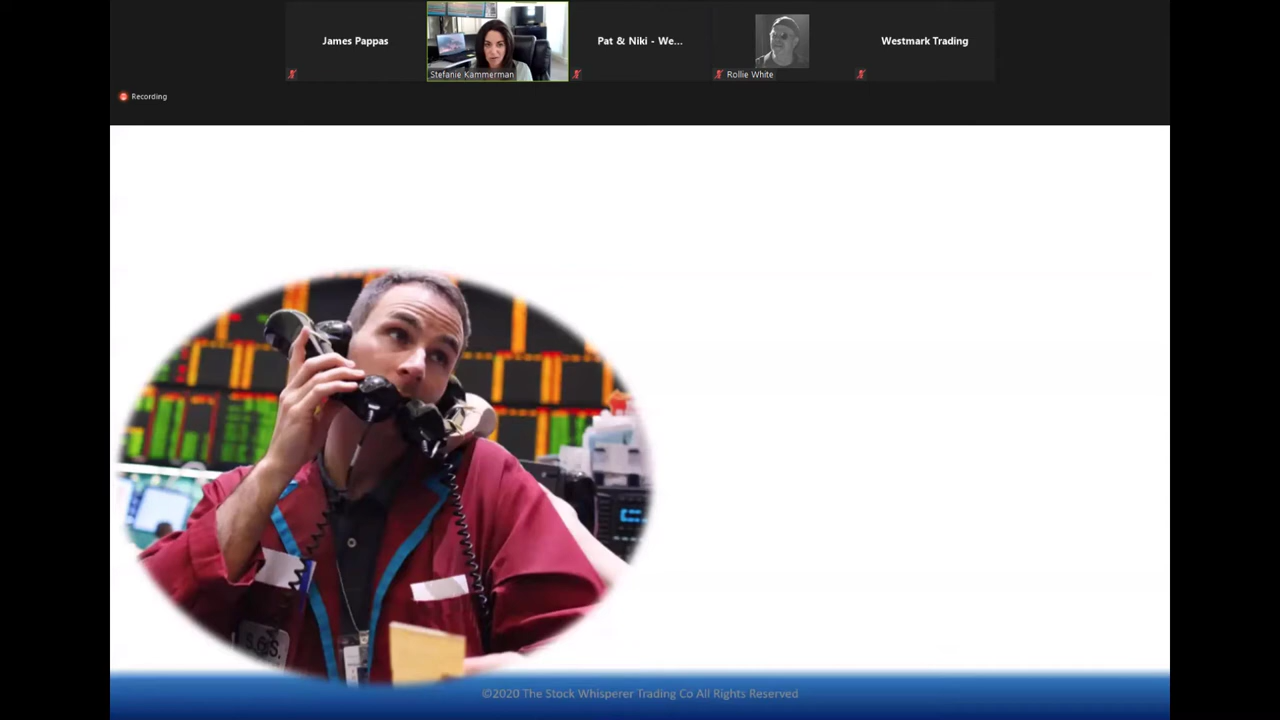 James Pappas
Stefanie Kammerman
Pat & Niki - We...
Rollie White
Westmark Trading
Recording
S.G.S.
©2020 The Stock Whisperer Trading Co All Rights Reserved